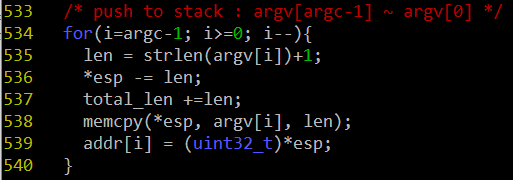 533 /* push to stack : argv[argc-1] ~ argv[0] */
534 for(i=argc-1; i>=0; i--){
535 len = strlen(argv[i])+1;
536 *esp -= len;
537 total_len +=len;
538 memcpy(*esp, argv[i], len);
539 addr[i] = (uint32_t)*esp;
540 }